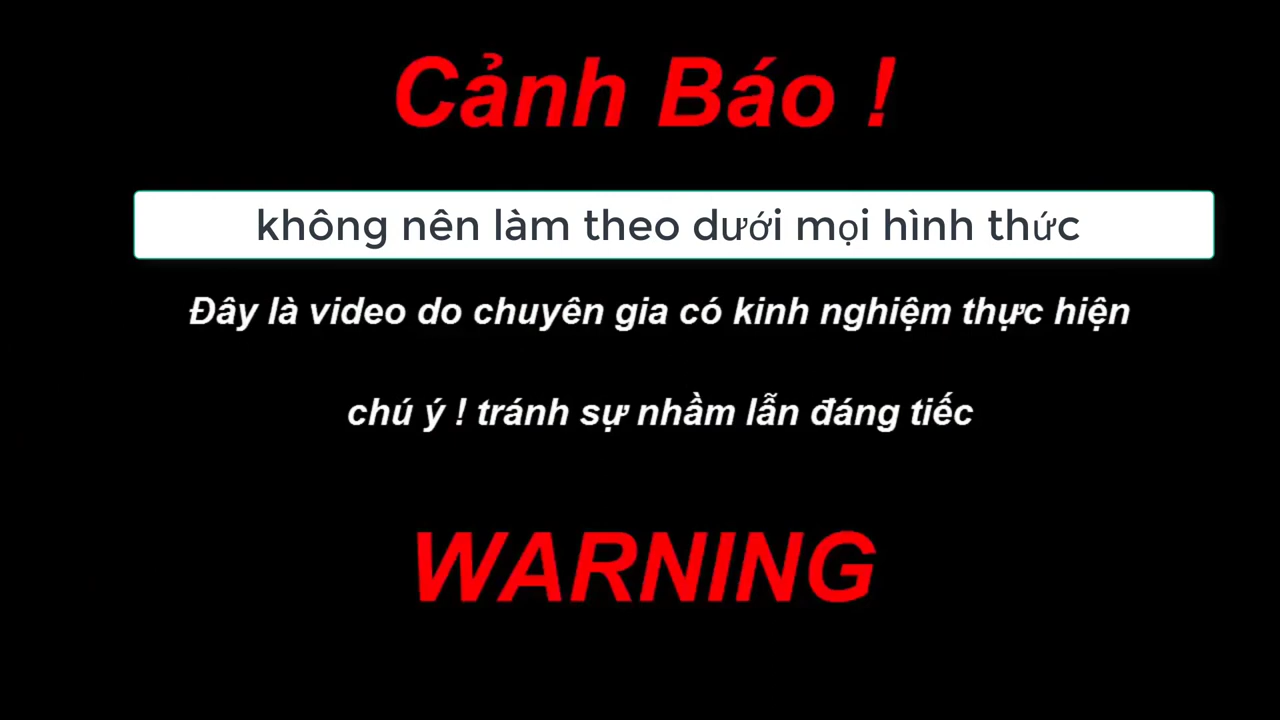 Cảnh Báo !
không nên làm theo dưới mọi hình thức
Đây là video do chuyên gia có kinh nghiệm thực hiện
chú ý ! tránh sự nhầm lẫn đáng tiếc
WARNING